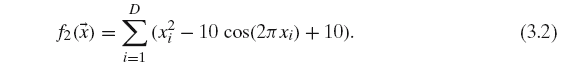 f₂(x⃗) = ∑_{i=1}^{D} (x_i² − 10 cos(2πx_i) + 10). (3.2)